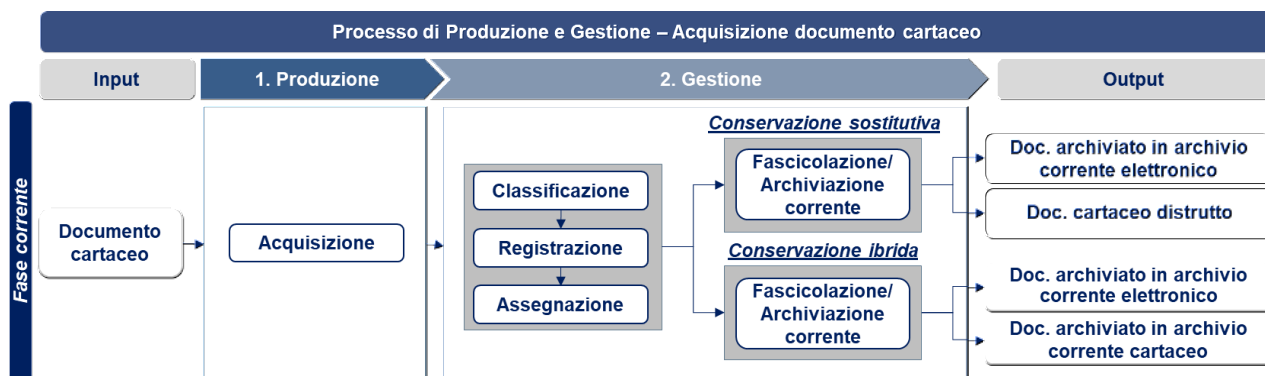 Processo di Produzione e Gestione – Acquisizione documento cartaceo
Input
1. Produzione
2. Gestione
Output
Fase corrente
Documento
cartaceo
Acquisizione
Classificazione
Registrazione
Assegnazione
Conservazione sostitutiva
Fascicolazione/
Archiviazione
corrente
Conservazione ibrida
Fascicolazione/
Archiviazione
corrente
Doc. archiviato in archivio
corrente elettronico
Doc. cartaceo distrutto
Doc. archiviato in archivio
corrente elettronico
Doc. archiviato in archivio
corrente cartaceo